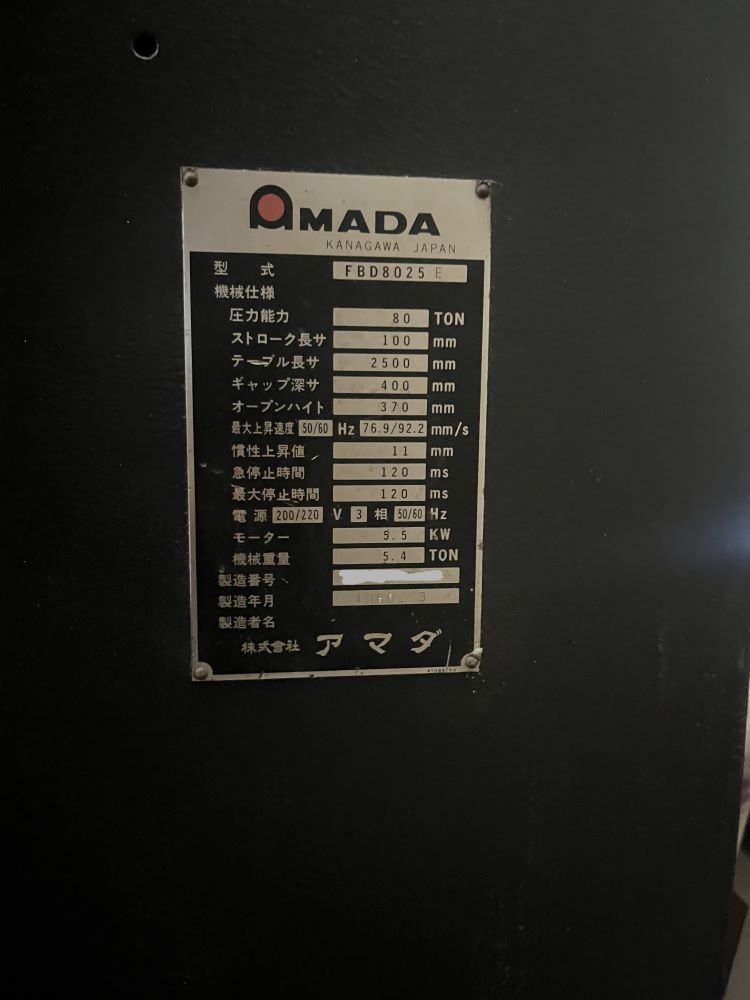 AMADA
KANAGAWA JAPAN
型式 FBD8025 E
機械仕様
圧力能力 80 TON
ストローク長サ 100 mm
テーブル長サ 2500 mm
ギャップ深サ 400 mm
オープンハイト 370 mm
最大上昇速度 50/60 Hz 76.9/92.2 mm/s
慣性上昇値 11 mm
急停止時間 120 ms
最大停止時間 120 ms
電源 200/220 V 3 相 50/60 Hz
モーター 5.5 KW
機械重量 5.4 TON
製造番号
製造年月
製造者名
株式会社 アマダ